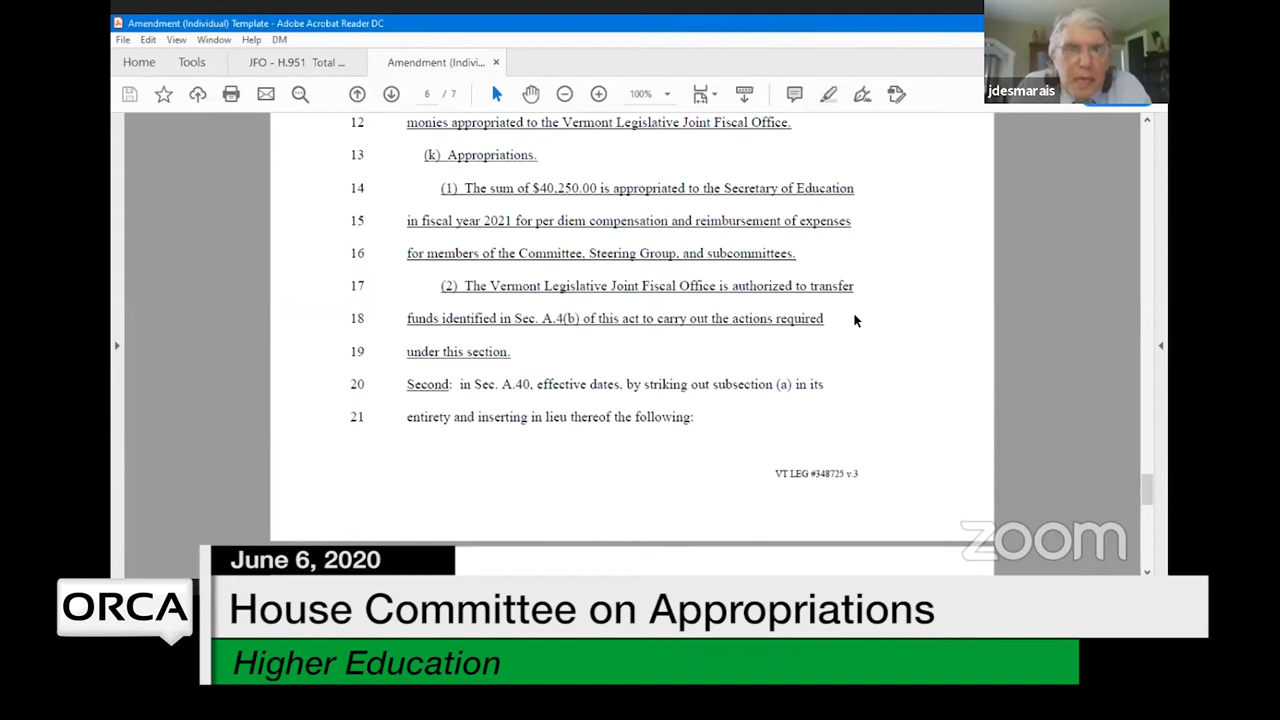 Amendment (Individual) Template - Adobe Acrobat Reader DC
File Edit View Window Help DM
Home Tools JFO - H.951 Total ... Amendment (Indivi... ×
6 / 7 100%
jdesmarais
12 monies appropriated to the Vermont Legislative Joint Fiscal Office.
13 (k) Appropriations.
14 (1) The sum of $40,250.00 is appropriated to the Secretary of Education
15 in fiscal year 2021 for per diem compensation and reimbursement of expenses
16 for members of the Committee, Steering Group, and subcommittees.
17 (2) The Vermont Legislative Joint Fiscal Office is authorized to transfer
18 funds identified in Sec. A.4(b) of this act to carry out the actions required
19 under this section.
20 Second: in Sec. A.40, effective dates, by striking out subsection (a) in its
21 entirety and inserting in lieu thereof the following:
VT LEG #348725 v.3
zoom
June 6, 2020
ORCA
House Committee on Appropriations
Higher Education